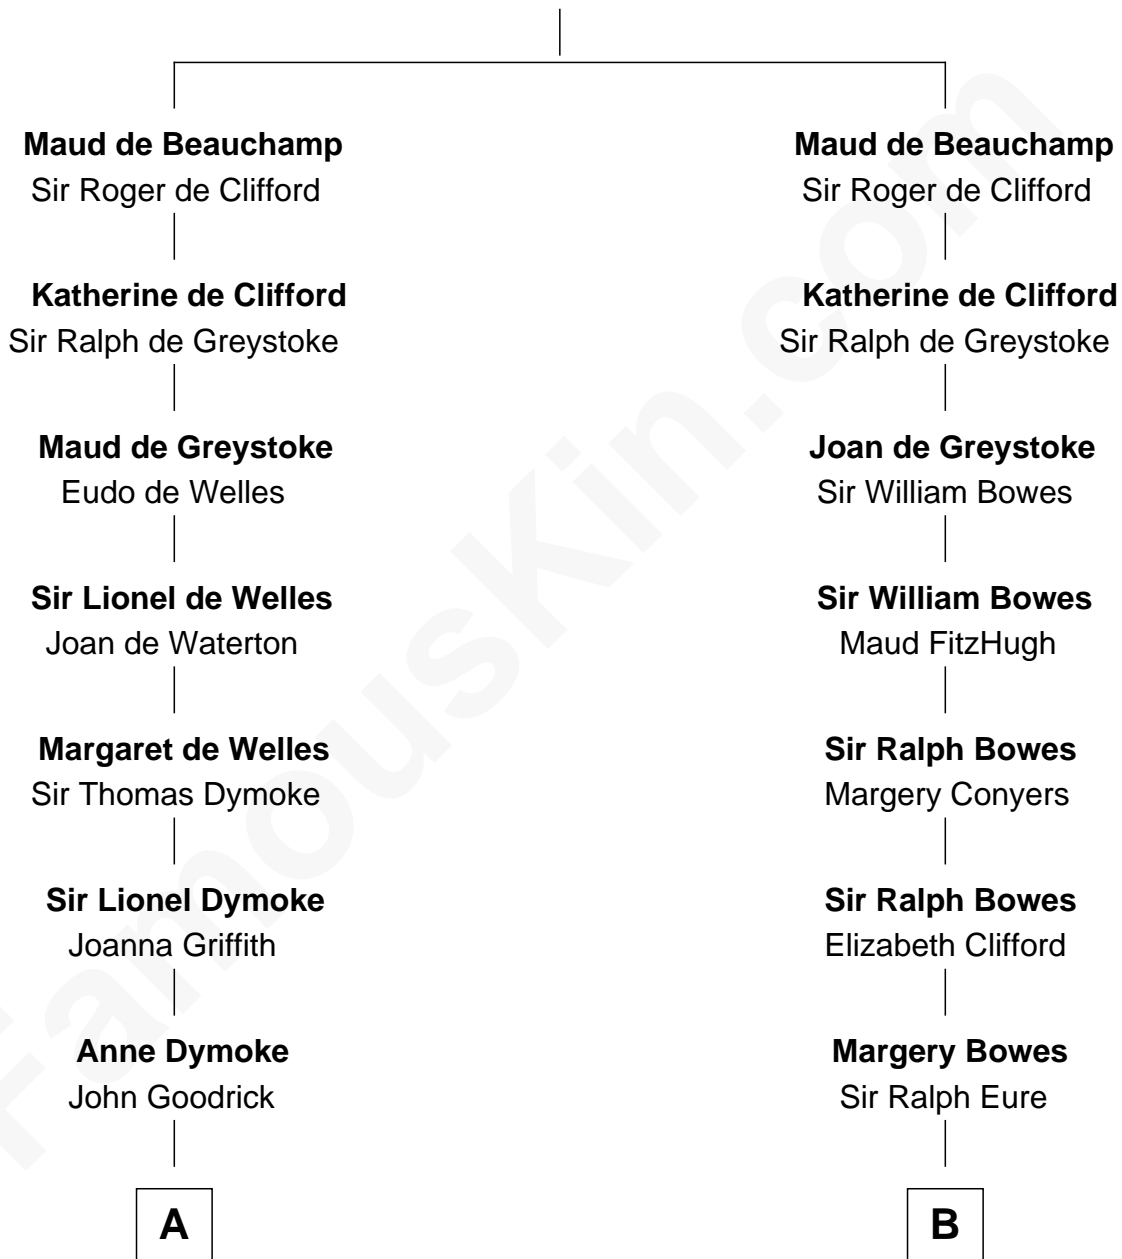 Maud de Beauchamp
Sir Roger de Clifford
Katherine de Clifford
Sir Ralph de Greystoke
Maud de Greystoke
Eudo de Welles
Sir Lionel de Welles
Joan de Waterton
Margaret de Welles
Sir Thomas Dymoke
Sir Lionel Dymoke
Joanna Griffith
Anne Dymoke
John Goodrick
A
Maud de Beauchamp
Sir Roger de Clifford
Katherine de Clifford
Sir Ralph de Greystoke
Joan de Greystoke
Sir William Bowes
Sir William Bowes
Maud FitzHugh
Sir Ralph Bowes
Margery Conyers
Sir Ralph Bowes
Elizabeth Clifford
Margery Bowes
Sir Ralph Eure
B
FamousKin.com